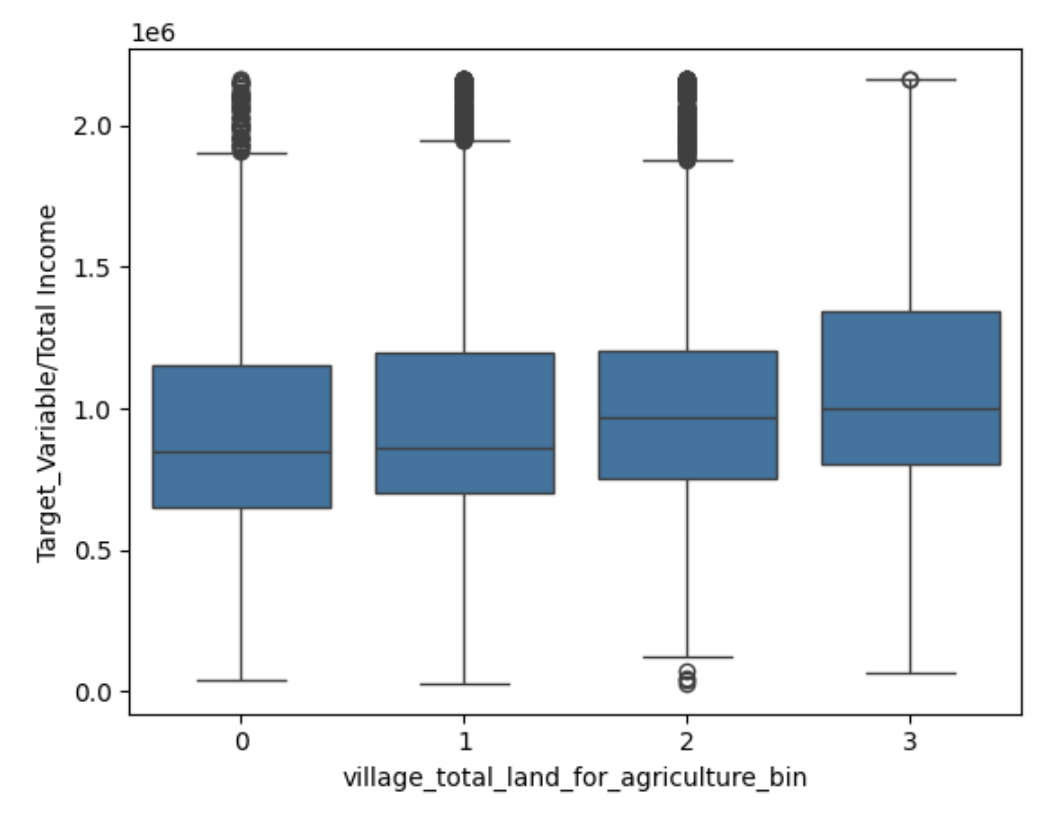 1e6
2.0
1.5
1.0
0.5
0.0
Target_Variable/Total Income
0 1 2 3
village_total_land_for_agriculture_bin